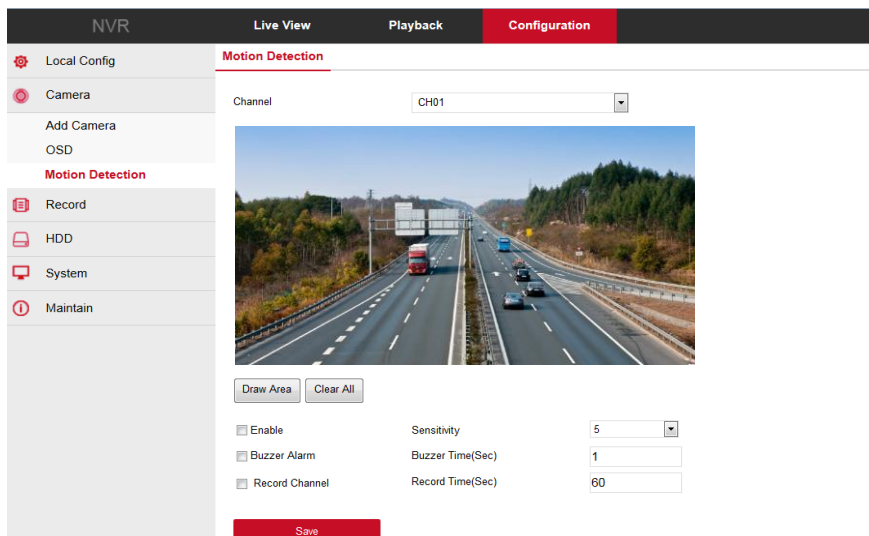 NVR Live View Playback Configuration
Local Config
Camera
Add Camera
OSD
Motion Detection
Record
HDD
System
Maintain
Motion Detection
Channel CH01
Draw Area Clear All
Enable Sensitivity 5
Buzzer Alarm Buzzer Time(Sec) 1
Record Channel Record Time(Sec) 60
Save